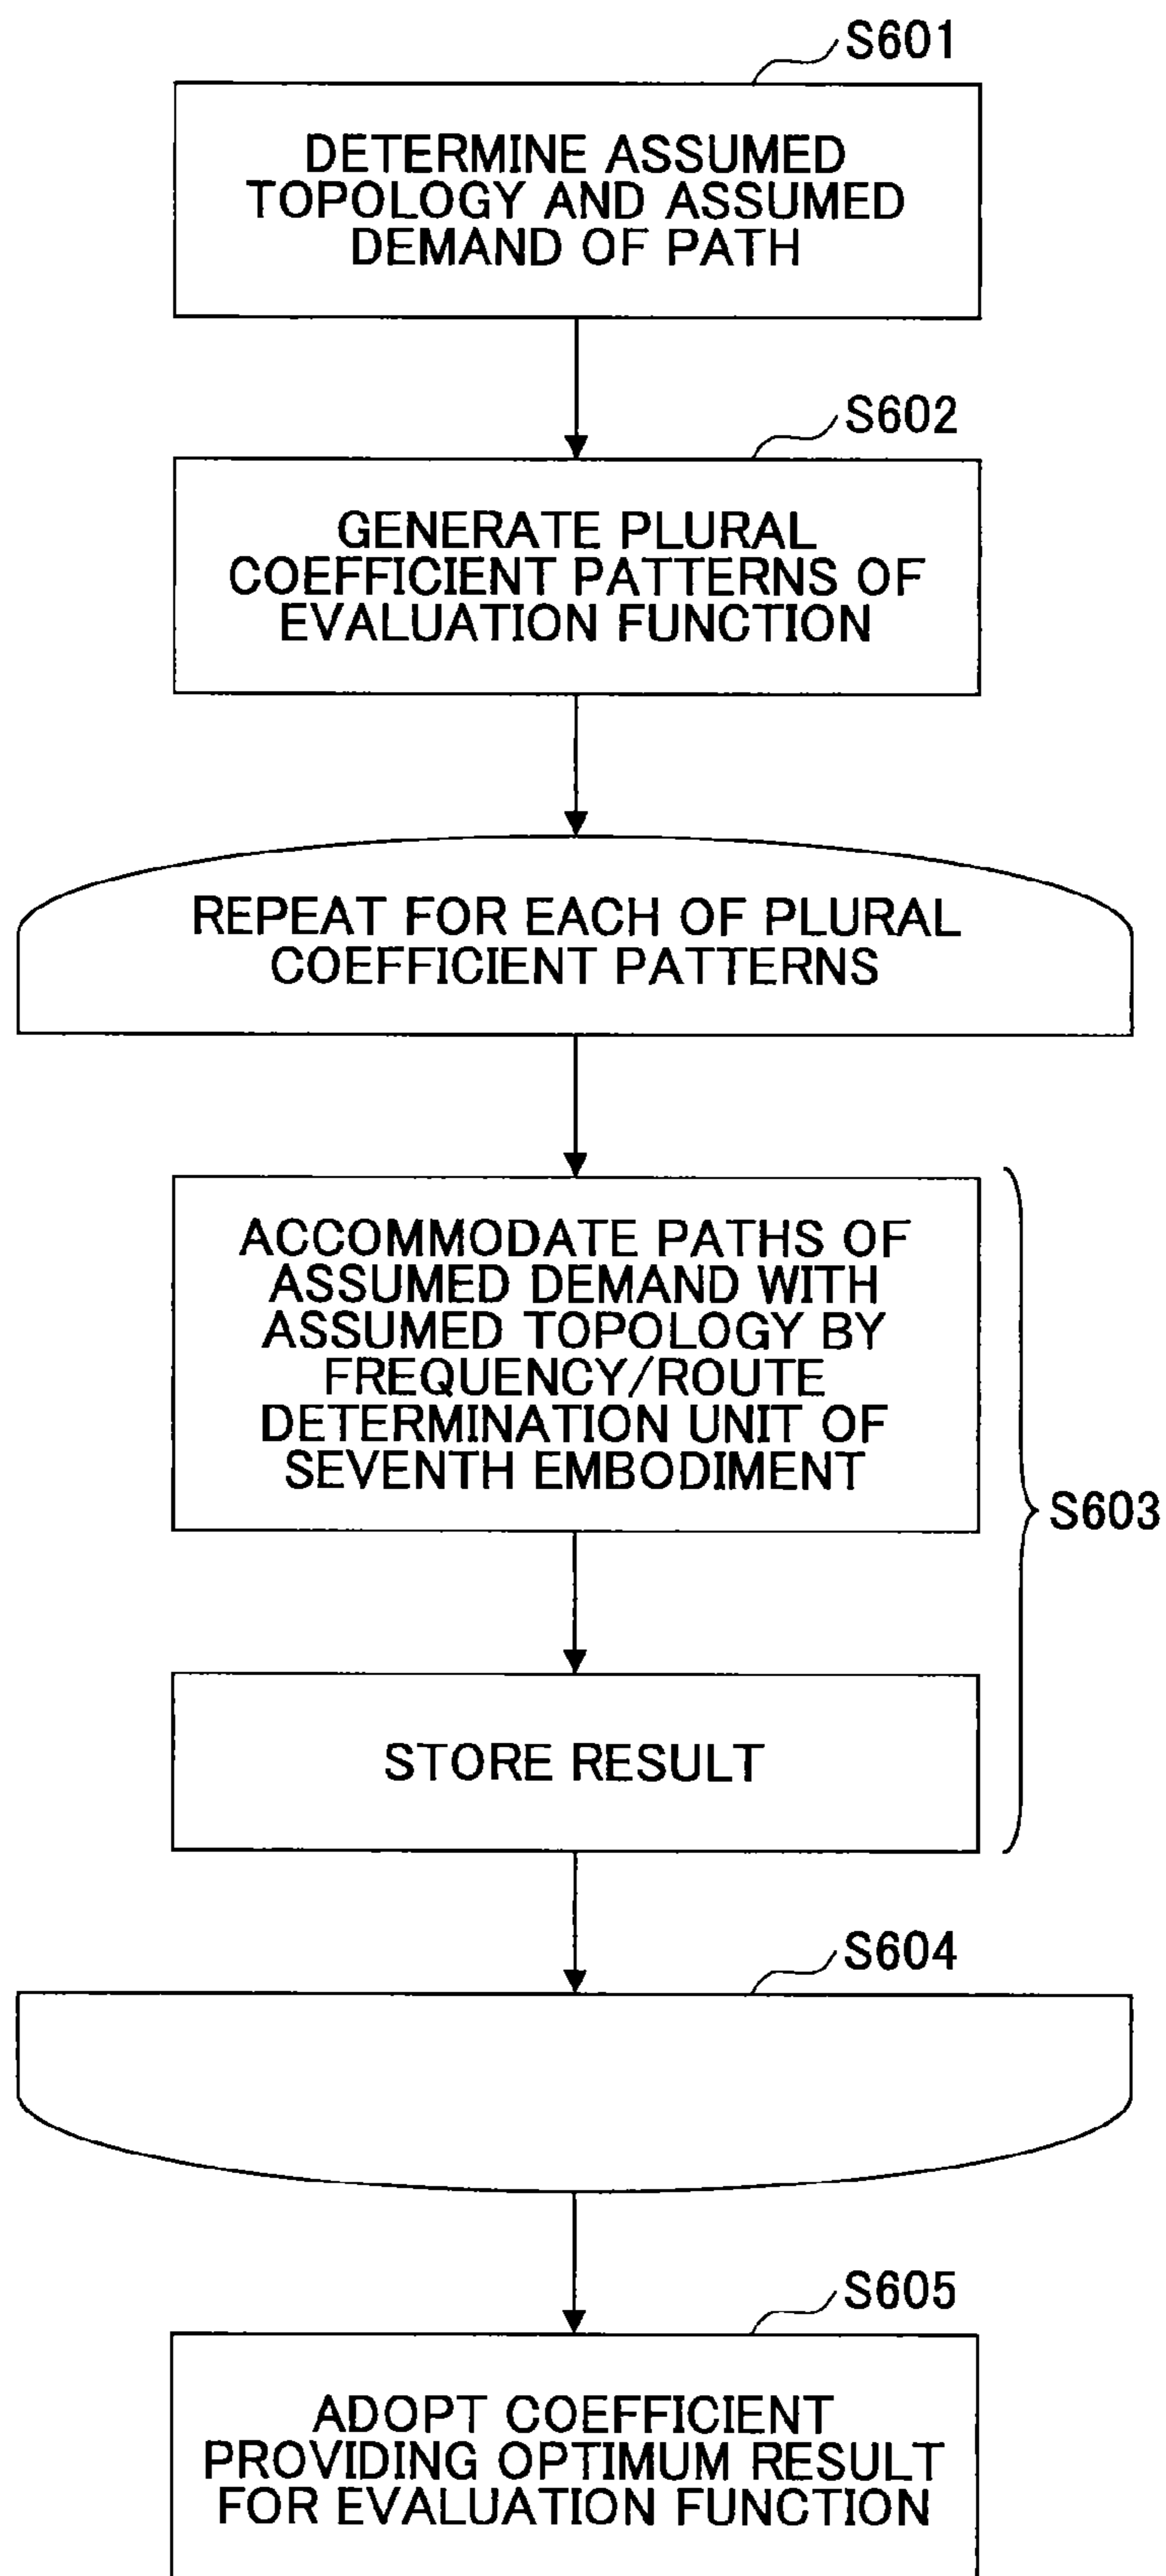 S601
DETERMINE ASSUMED
TOPOLOGY AND ASSUMED
DEMAND OF PATH
S602
GENERATE PLURAL
COEFFICIENT PATTERNS OF
EVALUATION FUNCTION
REPEAT FOR EACH OF PLURAL
COEFFICIENT PATTERNS
ACCOMMODATE PATHS OF
ASSUMED DEMAND WITH
ASSUMED TOPOLOGY BY
FREQUENCY/ROUTE
DETERMINATION UNIT OF
SEVENTH EMBODIMENT
S603
STORE RESULT
S604
S605
ADOPT COEFFICIENT
PROVIDING OPTIMUM RESULT
FOR EVALUATION FUNCTION